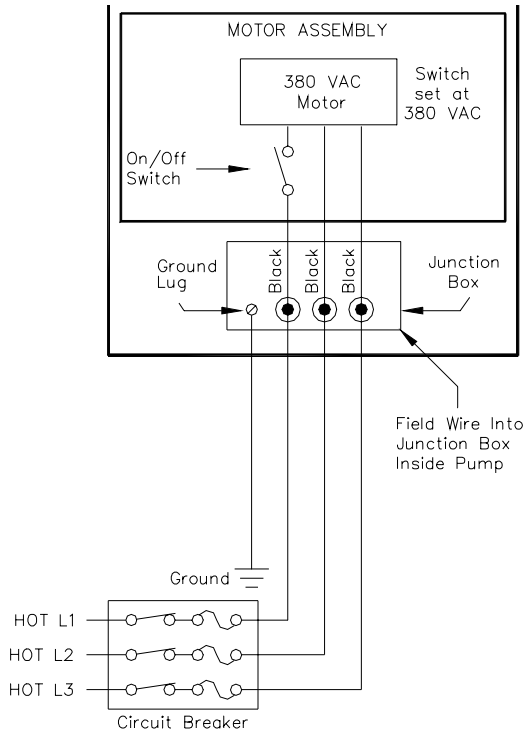 MOTOR ASSEMBLY
380 VAC
Motor
Switch
set at
380 VAC
On/Off
Switch
Ground
Lug
Black
Black
Black
Junction
Box
Field Wire Into
Junction Box
Inside Pump
Ground
HOT L1
HOT L2
HOT L3
Circuit Breaker